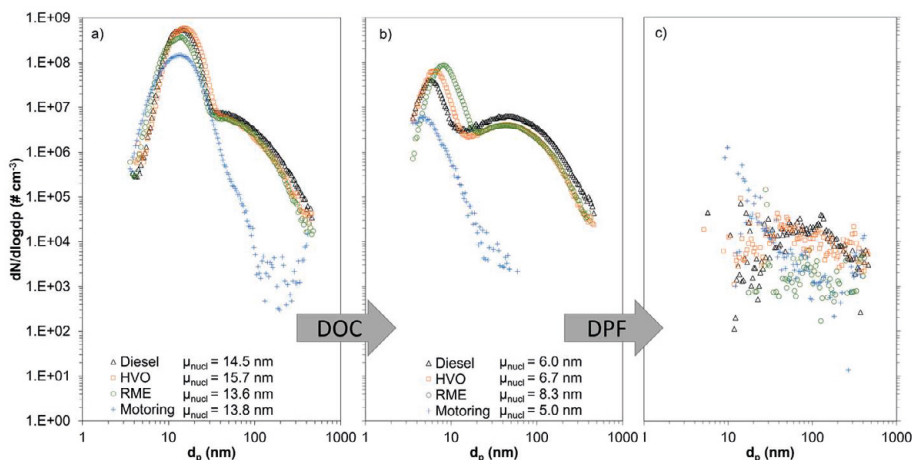 dN/dlogdp (# cm⁻³)
1.E+09
1.E+08
1.E+07
1.E+06
1.E+05
1.E+04
1.E+03
1.E+02
1.E+01
1.E+00
a)
Diesel μnucl = 14.5 nm
HVO μnucl = 15.7 nm
RME μnucl = 13.6 nm
Motoring μnucl = 13.8 nm
1 10 100 1000
dp (nm)
DOC
b)
Diesel μnucl = 6.0 nm
HVO μnucl = 6.7 nm
RME μnucl = 8.3 nm
Motoring μnucl = 5.0 nm
1 10 100 1000
dp (nm)
DPF
c)
1 10 100 1000
dp (nm)